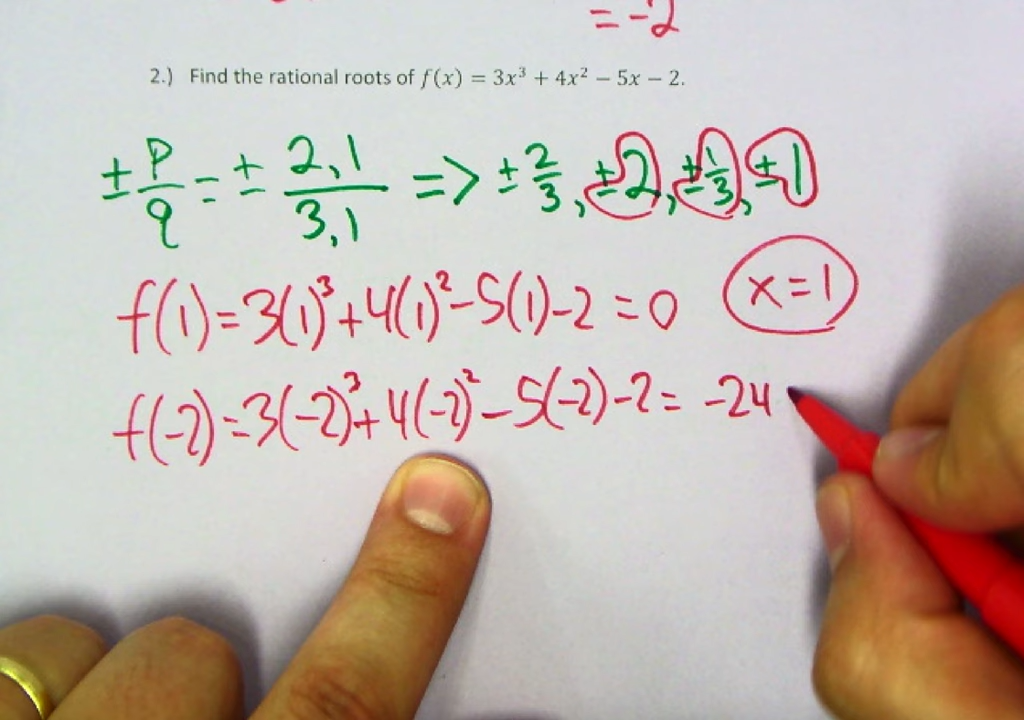 = -2
2.) Find the rational roots of f(x) = 3x³ + 4x² − 5x − 2.
± p/q = ± 2,1/3,1 => ± 2/3, ±2, ± 1/3, ±1
f(1) = 3(1)³ + 4(1)² - 5(1) - 2 = 0 x = 1
f(-2) = 3(-2)³ + 4(-2)² - 5(-2) - 2 = -24